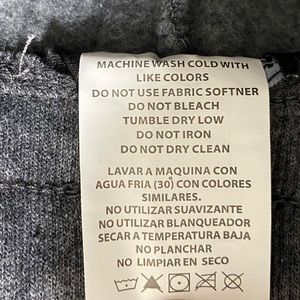 MACHINE WASH COLD WITH
LIKE COLORS
DO NOT USE FABRIC SOFTNER
DO NOT BLEACH
TUMBLE DRY LOW
DO NOT IRON
DO NOT DRY CLEAN
LAVAR A MAQUINA CON
AGUA FRIA (30°) CON COLORES
SIMILARES.
NO UTILIZAR SUAVIZANTE
NO UTILIZAR BLANQUEADOR
SECAR A TEMPERATURA BAJA
NO PLANCHAR
NO LIMPIAR EN SECO